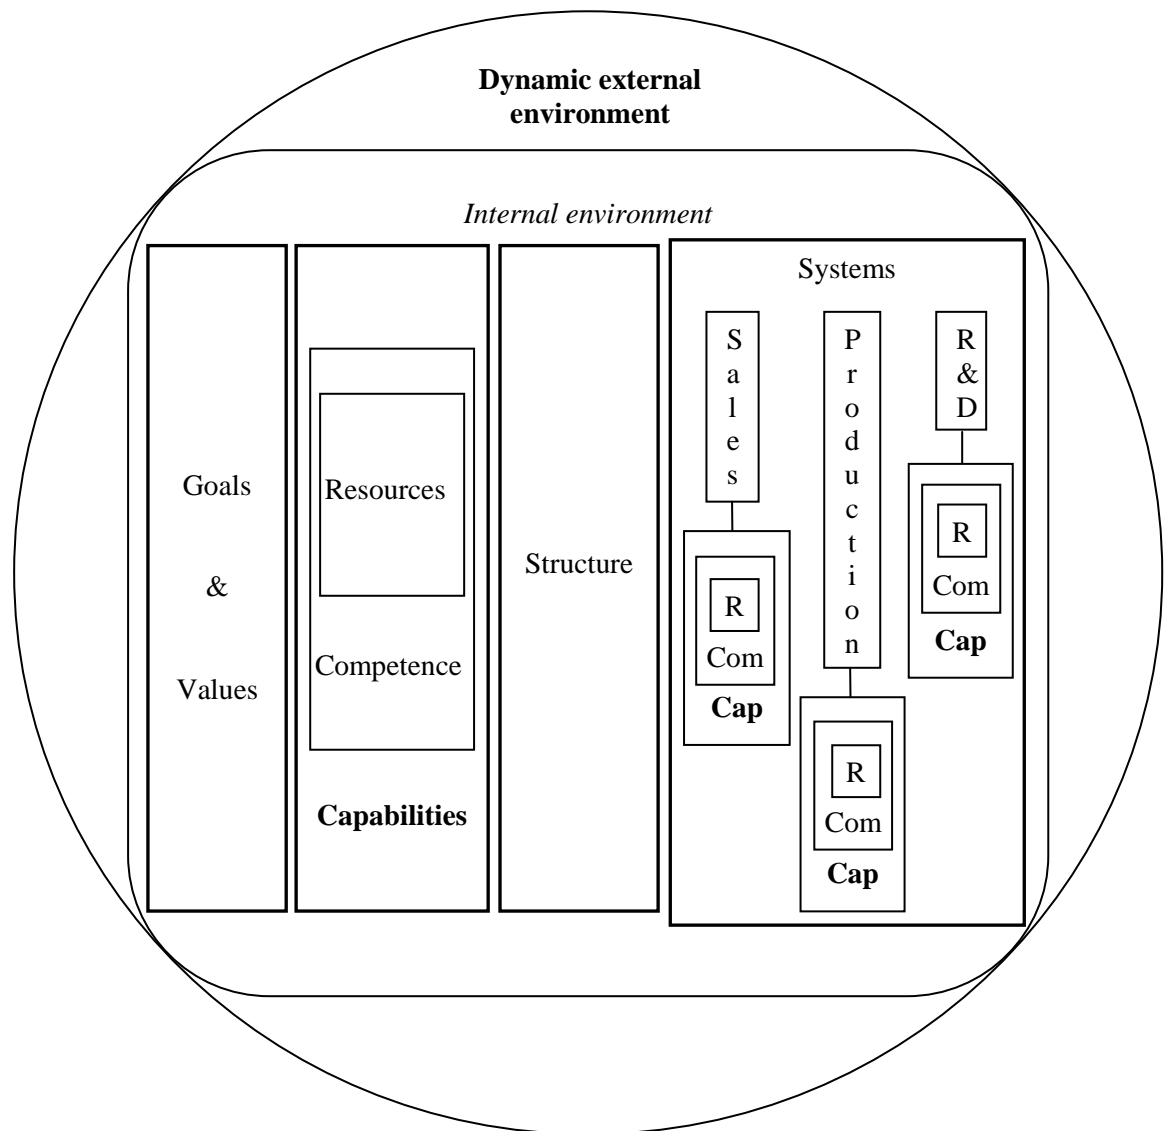 Dynamic external
environment
Internal environment
Goals
&
Values
Resources
Competence
Capabilities
Structure
Systems
S
a
l
e
s
R
Com
Cap
P
r
o
d
u
c
t
i
o
n
R
Com
Cap
R
&
D
R
Com
Cap